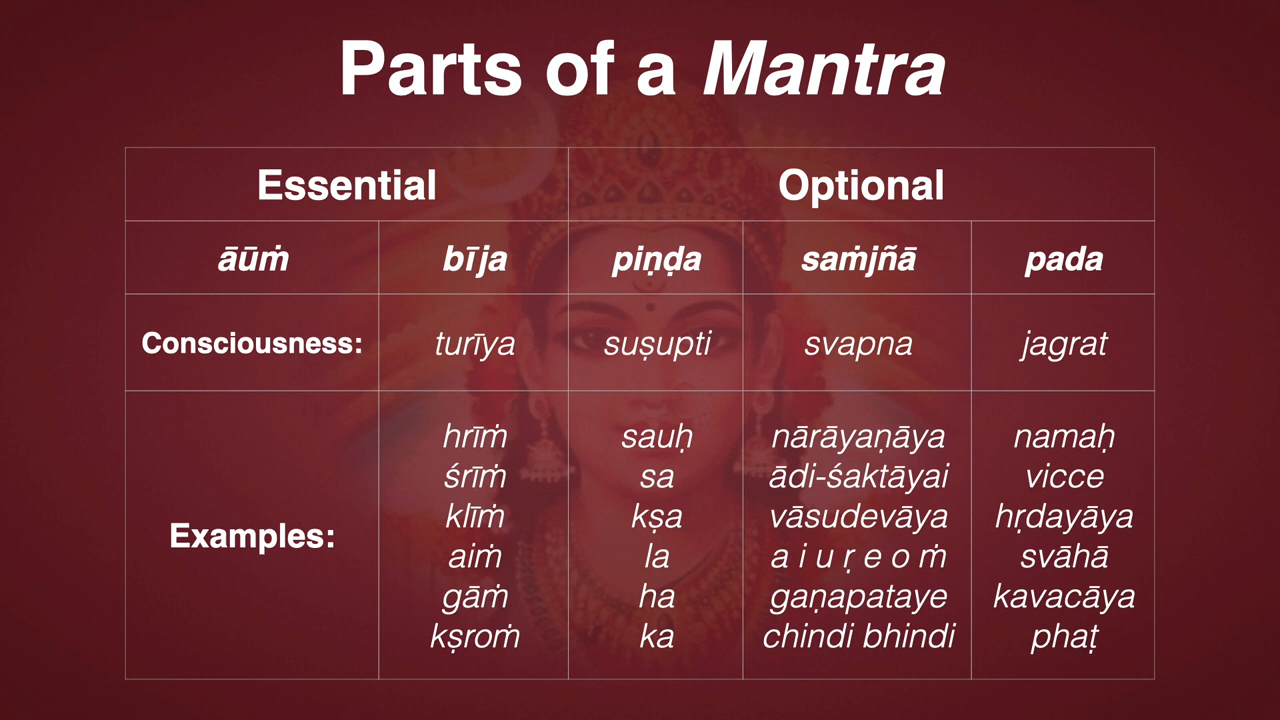 Parts of a Mantra
Essential Optional
āūṁ bīja piṇḍa saṁjñā pada
Consciousness: turīya suṣupti svapna jagrat
hrīṁ sauḥ nārāyaṇāya namaḥ
śrīṁ sa ādi-śaktāyai vicce
klīṁ kṣa vāsudevāya hṛdayāya
Examples: aiṁ la a i u ṛ e o ṁ svāhā
gāṁ ha gaṇapataye kavacāya
kṣroṁ ka chindi bhindi phaṭ